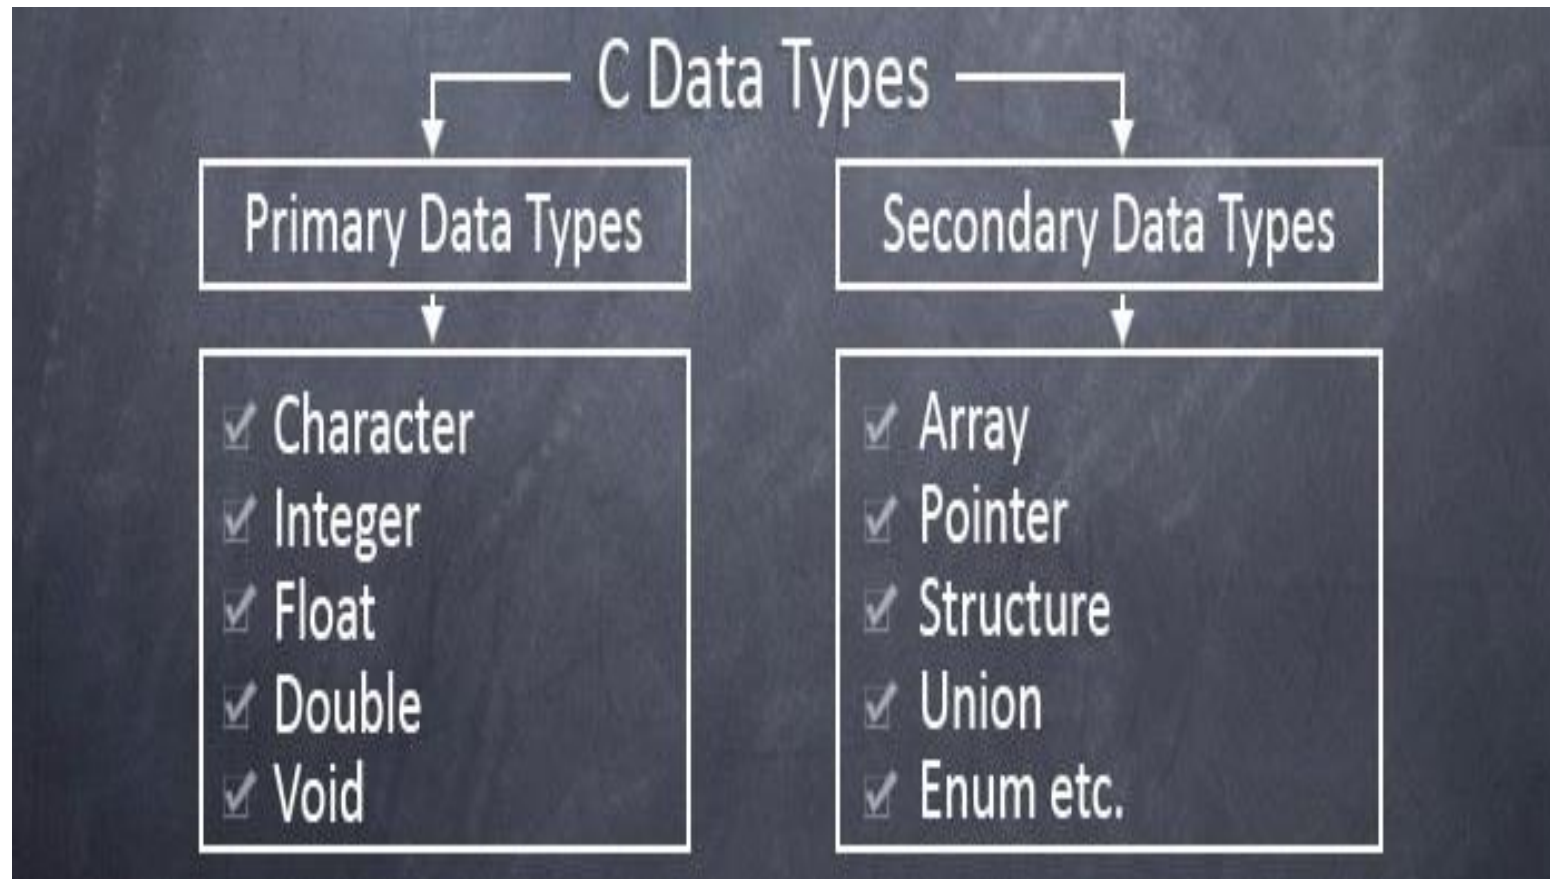 C Data Types
Primary Data Types
Character
Integer
Float
Double
Void
Secondary Data Types
Array
Pointer
Structure
Union
Enum etc.